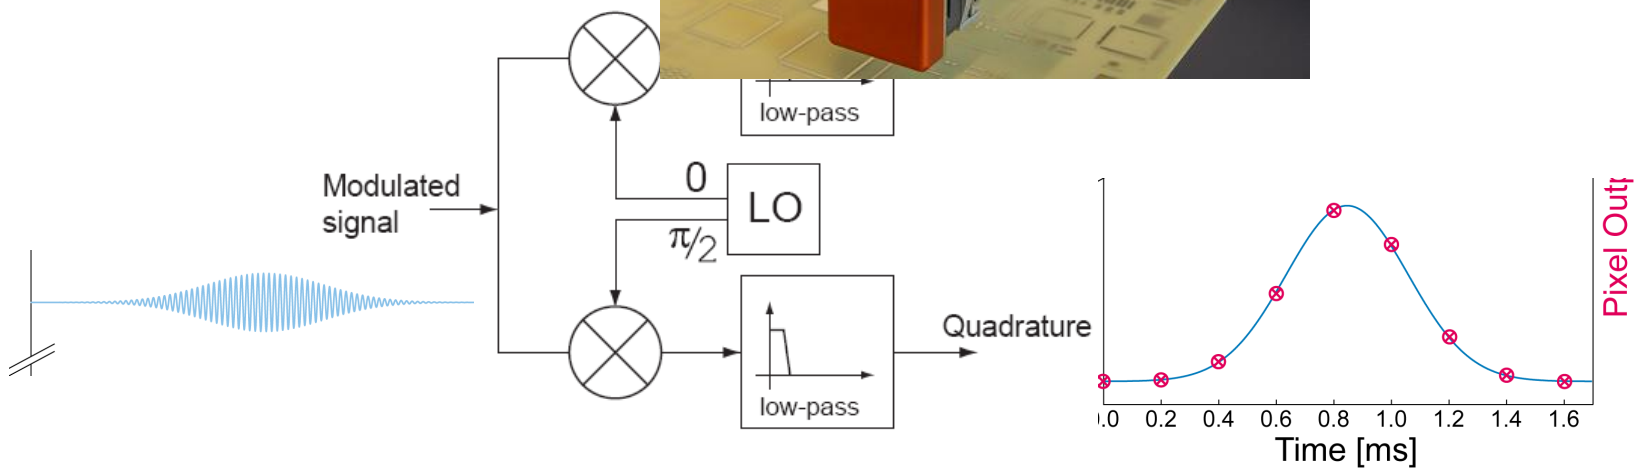 low-pass
0
LO
π/2
Modulated
signal
low-pass
Quadrature
.0 0.2 0.4 0.6 0.8 1.0 1.2 1.4 1.6
Time [ms]
Pixel